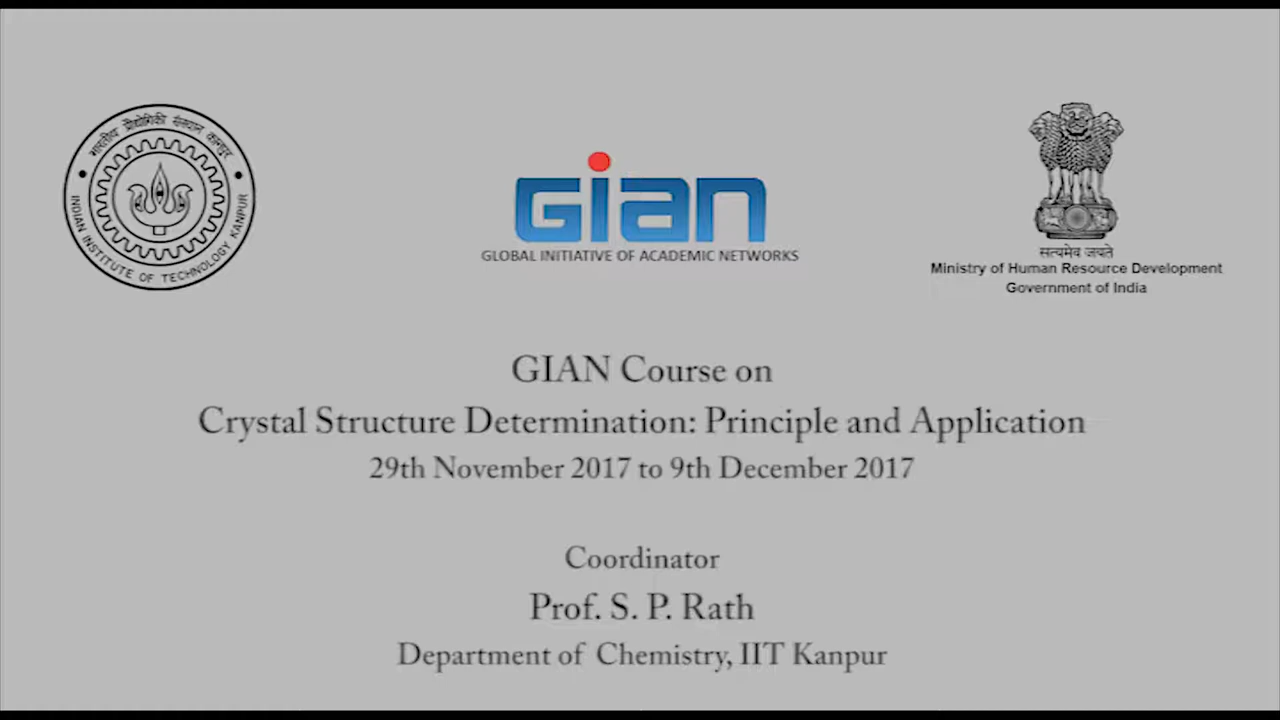 भारतीय प्रौद्योगिकी संस्थान कानपुर
INDIAN INSTITUTE OF TECHNOLOGY KANPUR
GIAN
GLOBAL INITIATIVE OF ACADEMIC NETWORKS
सत्यमेव जयते
Ministry of Human Resource Development
Government of India
GIAN Course on
Crystal Structure Determination: Principle and Application
29th November 2017 to 9th December 2017
Coordinator
Prof. S. P. Rath
Department of Chemistry, IIT Kanpur